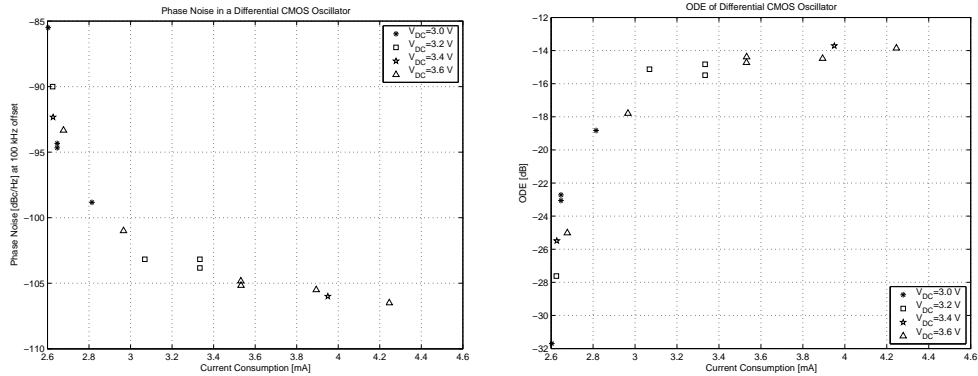 Phase Noise in a Differential CMOS Oscillator
Phase Noise [dBc/Hz] at 100 kHz offset
-85
-90
-95
-100
-105
-110
2.6 2.8 3 3.2 3.4 3.6 3.8 4 4.2 4.4 4.6
Current Consumption [mA]
V_DC=3.0 V
V_DC=3.2 V
V_DC=3.4 V
V_DC=3.6 V
ODE of Differential CMOS Oscillator
ODE [dB]
-12
-14
-16
-18
-20
-22
-24
-26
-28
-30
-32
2.6 2.8 3 3.2 3.4 3.6 3.8 4 4.2 4.4 4.6
Current Consumption [mA]
V_DC=3.0 V
V_DC=3.2 V
V_DC=3.4 V
V_DC=3.6 V